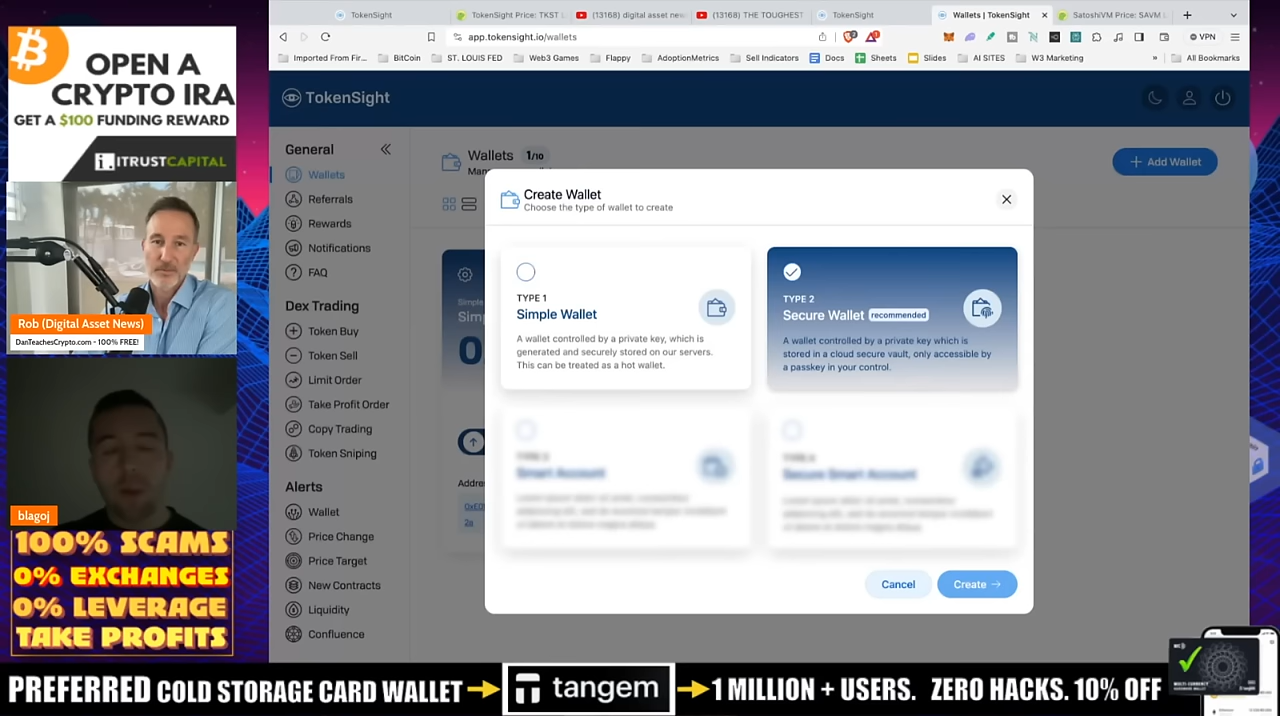 OPEN A
CRYPTO IRA
GET A $100 FUNDING REWARD
i. iTRUSTCAPITAL
Rob (Digital Asset News)
DanTeachesCrypto.com - 100% FREE!
blagoj
100% SCAMS
0% EXCHANGES
0% LEVERAGE
TAKE PROFITS
TokenSight
TokenSight Price: TKST
(13168) digital asset new
(13168) THE TOUGHEST
TokenSight
Wallets | TokenSight
SatoshiVM Price: SAVM
app.tokensight.io/wallets
VPN
Imported From Fir...
BitCoin
ST. LOUIS FED
Web3 Games
Flappy
AdoptionMetrics
Sell Indicators
Docs
Sheets
Slides
AI SITES
W3 Marketing
»
All Bookmarks
TokenSight
General
Wallets
Referrals
Rewards
Notifications
FAQ
Dex Trading
Token Buy
Token Sell
Limit Order
Take Profit Order
Copy Trading
Token Sniping
Alerts
Wallet
Price Change
Price Target
New Contracts
Liquidity
Confluence
Wallets 1/10
Add Wallet
Create Wallet
Choose the type of wallet to create
TYPE 1
Simple Wallet
A wallet controlled by a private key, which is
generated and securely stored on our servers.
This can be treated as a hot wallet.
TYPE 2
Secure Wallet recommended
A wallet controlled by a private key which is
stored in a cloud secure vault, only accessible
by a passkey in your control.
Smart Account
Secure Smart Account
Cancel
Create
PREFERRED COLD STORAGE CARD WALLET
tangem
1 MILLION + USERS. ZERO HACKS. 10% OFF